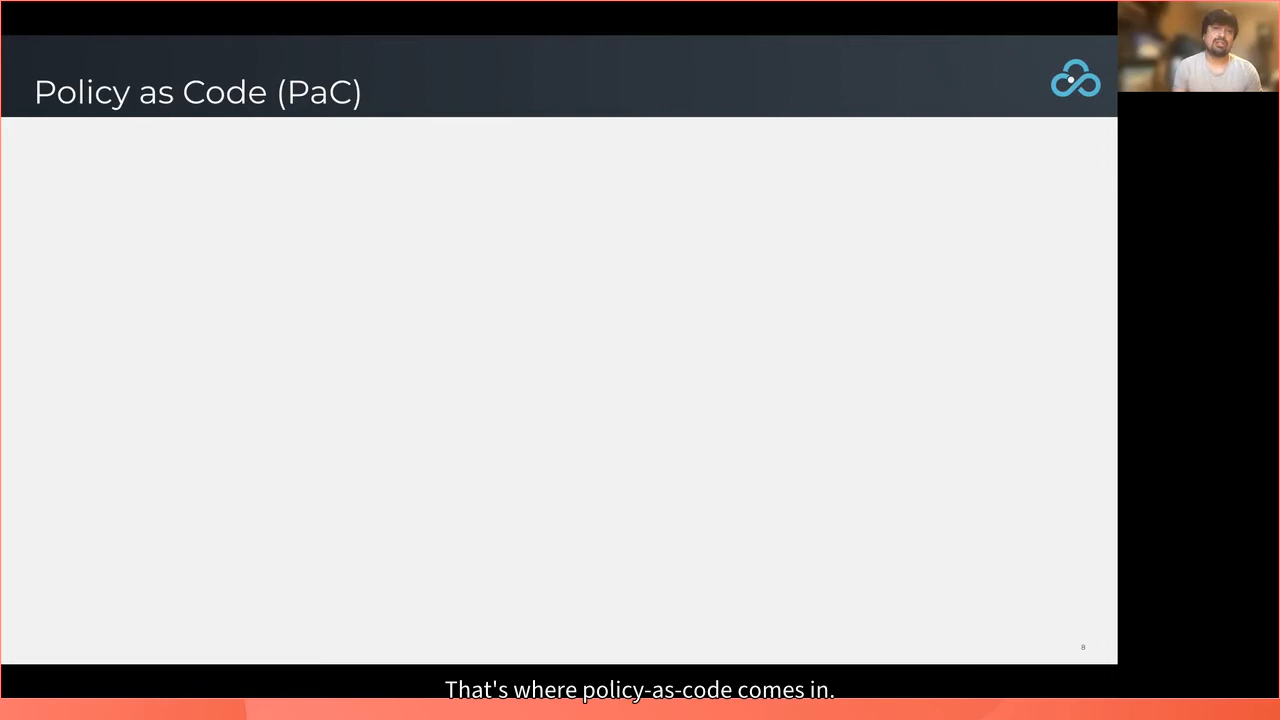 Policy as Code (PaC)
8
That's where policy-as-code comes in.